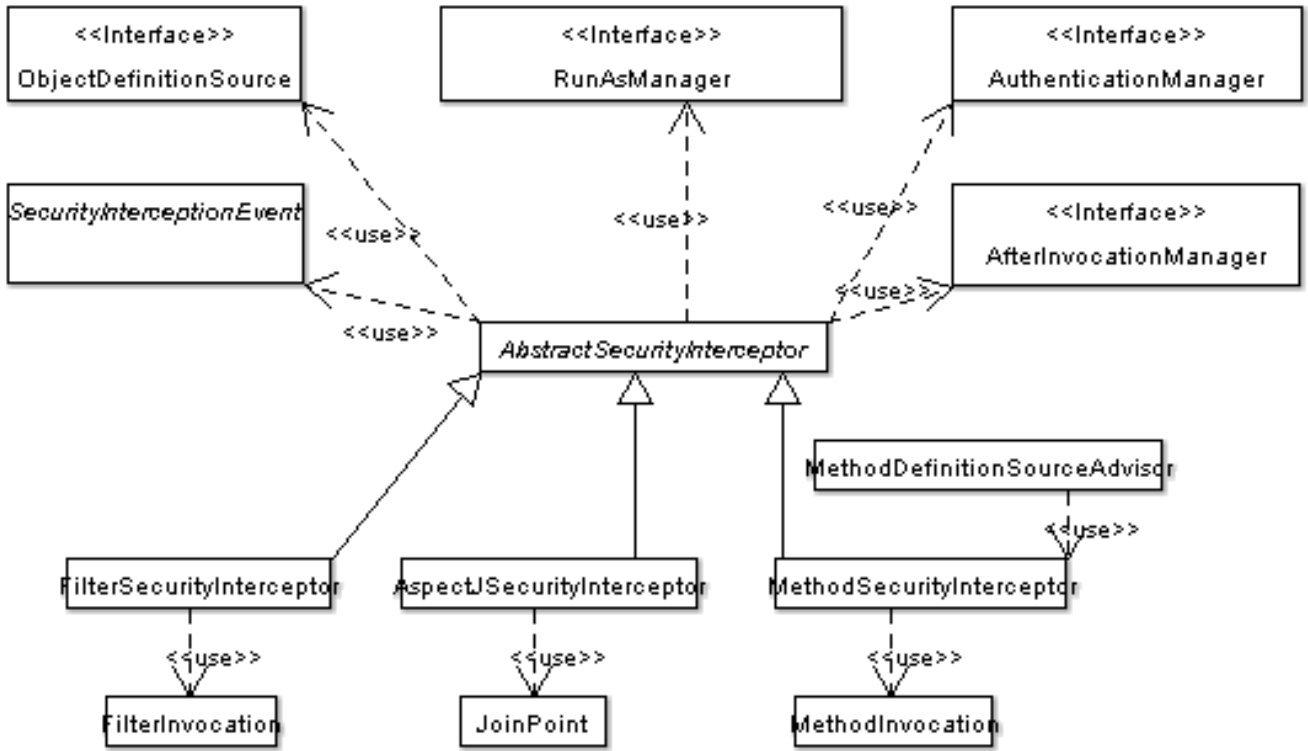 <<Interface>>
ObjectDefinitionSource
<<Interface>>
RunAsManager
<<Interface>>
AuthenticationManager
SecurityInterceptionEvent
<<use>>
<<use>>
<<use>>
<<Interface>>
AfterInvocationManager
<<use>>
<<use>>
AbstractSecurityInterceptor
MethodDefinitionSourceAdvisor
<<use>>
FilterSecurityInterceptor
AspectJSecurityInterceptor
MethodSecurityInterceptor
<<use>>
<<use>>
<<use>>
FilterInvocation
JoinPoint
MethodInvocation